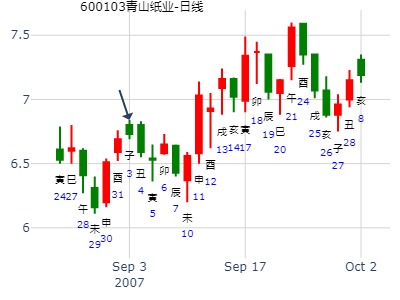 600103青山纸业-日线
7.5
7
6.5
6
寅
24
巳
27
午
28
未
29
申
30
酉
31
子
3
丑
4
寅
5
卯
6
辰
7
未
10
申
11
酉
12
戌
13
亥
14
寅
17
卯
18
辰
19
巳
20
午
21
酉
24
戌
25
亥
26
子
27
丑
28
亥
8
Sep 3
2007
Sep 17
Oct 2